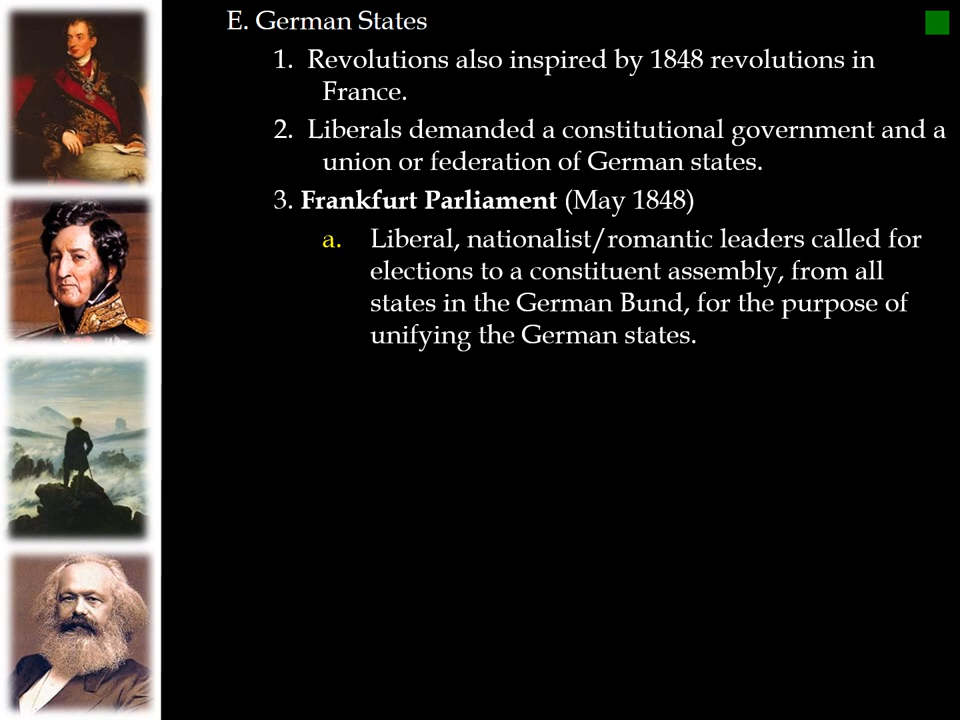 E. German States
1. Revolutions also inspired by 1848 revolutions in
France.
2. Liberals demanded a constitutional government and a
union or federation of German states.
3. Frankfurt Parliament (May 1848)
a. Liberal, nationalist/romantic leaders called for
elections to a constituent assembly, from all
states in the German Bund, for the purpose of
unifying the German states.